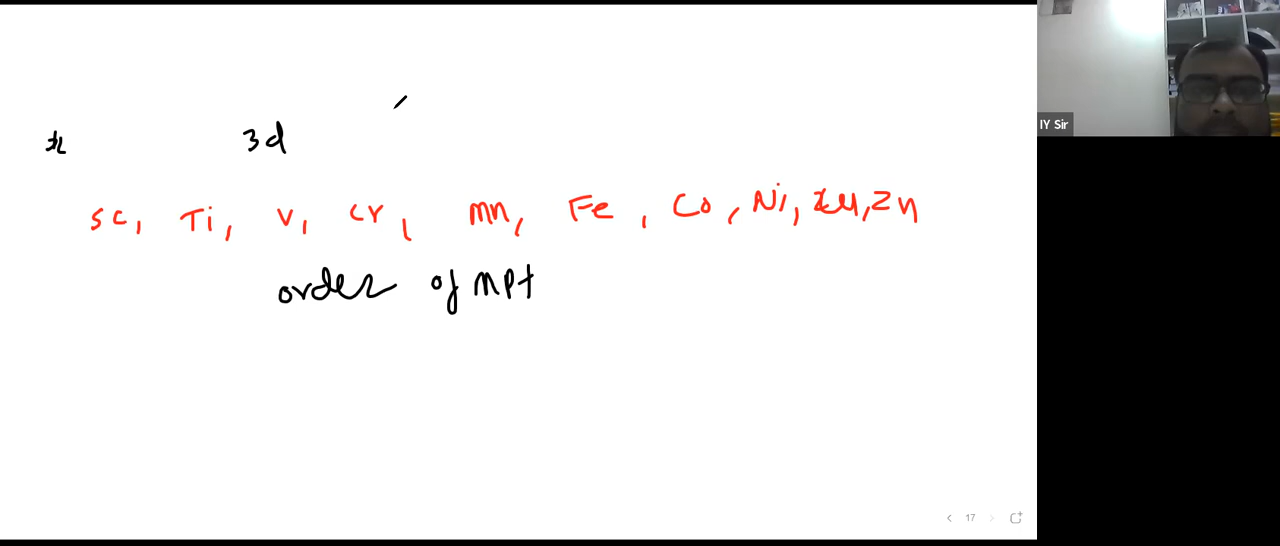 3d
Sc, Ti, V, Cr, Mn, Fe, Co, Ni, Cu, Zn
order of mpt
IY Sir
17